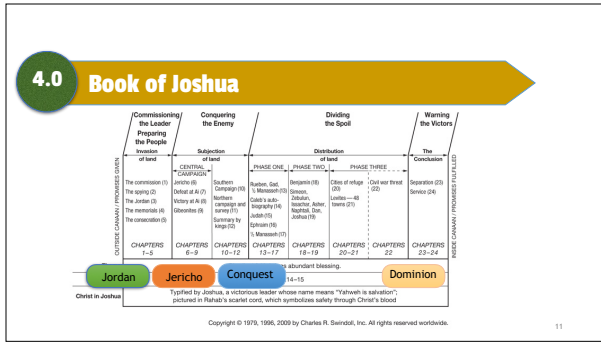 4.0
Book of Joshua
Commissioning
the Leader
Preparing
the People
Conquering
the Enemy
Dividing
the Spoil
Warning
the Victors
Invasion
of land
Subjection
of land
Distribution
of land
The
Conclusion
OUTSIDE CANAAN / PROMISES GIVEN
The commission (1)
The spying (2)
The Jordan (3)
The memorials (4)
The consecration (5)
CENTRAL
CAMPAIGN
Jericho (6)
Defeat at Ai (7)
Victory at Ai (8)
Gibeonites (9)
Southern
Campaign (10)
Northern
campaign and
survey (11)
Summary by
kings (12)
PHASE ONE
Rueben, Gad,
½ Manasseh (13)
Caleb's auto-
biography (14)
Judah (15)
Ephraim (16)
½ Manasseh (17)
PHASE TWO
Benjamin (18)
Simeon,
Zebulun,
Issachar, Asher,
Naphtali, Dan,
Joshua (19)
PHASE THREE
Cities of refuge
(20)
Levites — 48
towns (21)
Civil war threat
(22)
Separation (23)
Service (24)
INSIDE CANAAN / PROMISES FULFILLED
CHAPTERS
1–5
CHAPTERS
6–9
CHAPTERS
10–12
CHAPTERS
13–17
CHAPTERS
18–19
CHAPTERS
20–21
CHAPTERS
22
CHAPTERS
23–24
abundant blessing.
14–15
Jordan
Jericho
Conquest
Dominion
Christ in Joshua
Typified by Joshua, a victorious leader whose name means "Yahweh is salvation";
pictured in Rahab's scarlet cord, which symbolizes safety through Christ's blood
Copyright © 1979, 1996, 2009 by Charles R. Swindoll, Inc. All rights reserved worldwide.
11